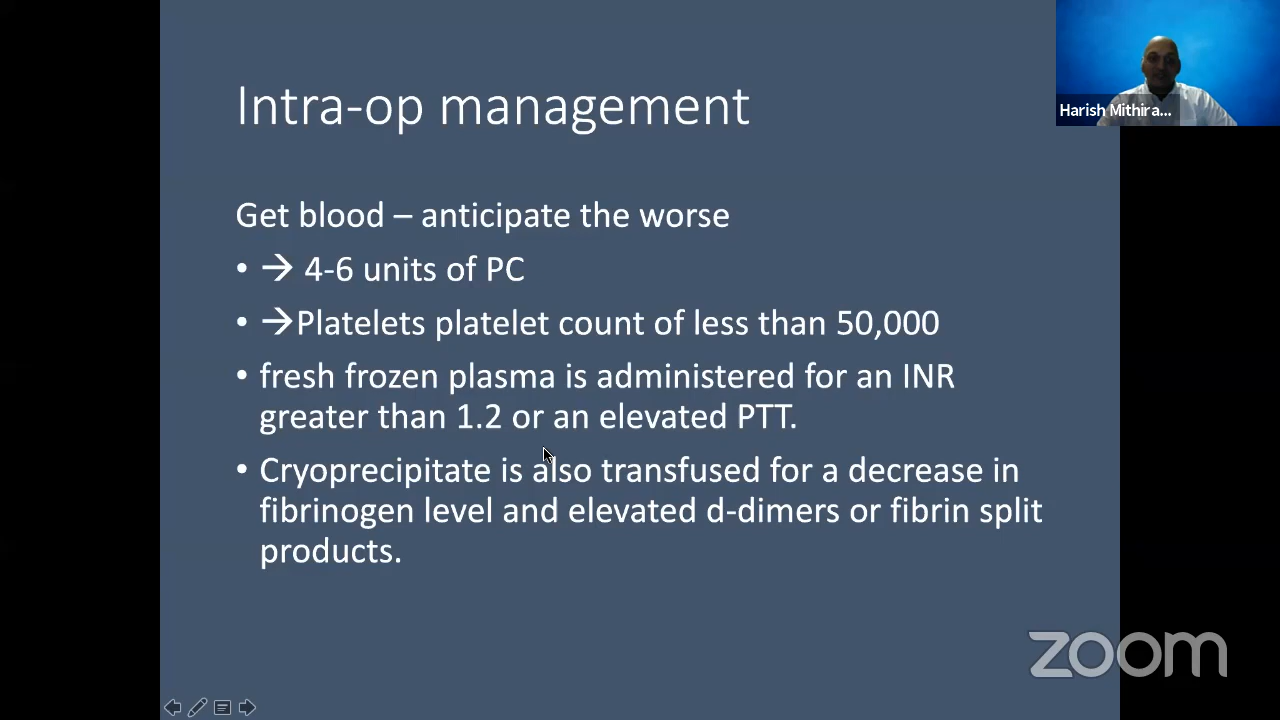 Harish Mithira...
Intra-op management
Get blood – anticipate the worse
• → 4-6 units of PC
• →Platelets platelet count of less than 50,000
• fresh frozen plasma is administered for an INR
greater than 1.2 or an elevated PTT.
• Cryoprecipitate is also transfused for a decrease in
fibrinogen level and elevated d-dimers or fibrin split
products.
zoom